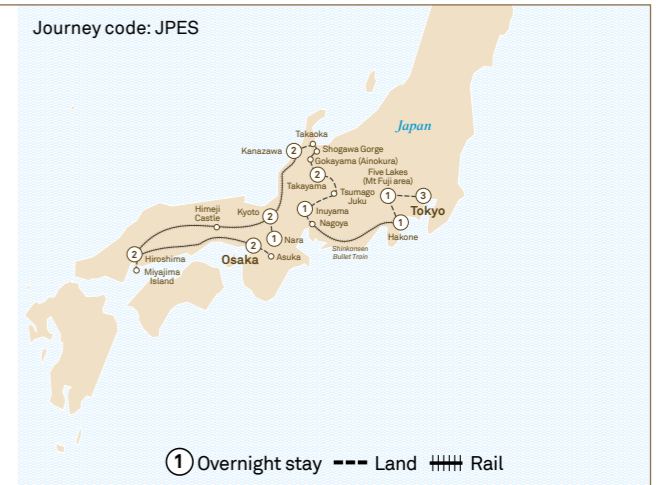 Journey code: JPES
Japan
Takaoka
Kanazawa
2
Shogawa Gorge
Gokayama (Ainokura)
2
Takayama
Five Lakes
(Mt Fuji area)
Tsumago
Juku
1
3
Tokyo
Himeji
Castle
Kyoto
2
1
Inuyama
Nagoya
1
Hakone
Shinkonsen
Bullet Train
1
Nara
2
Osaka
Asuka
2
Hiroshima
Miyajima
Island
1 Overnight stay Land Rail